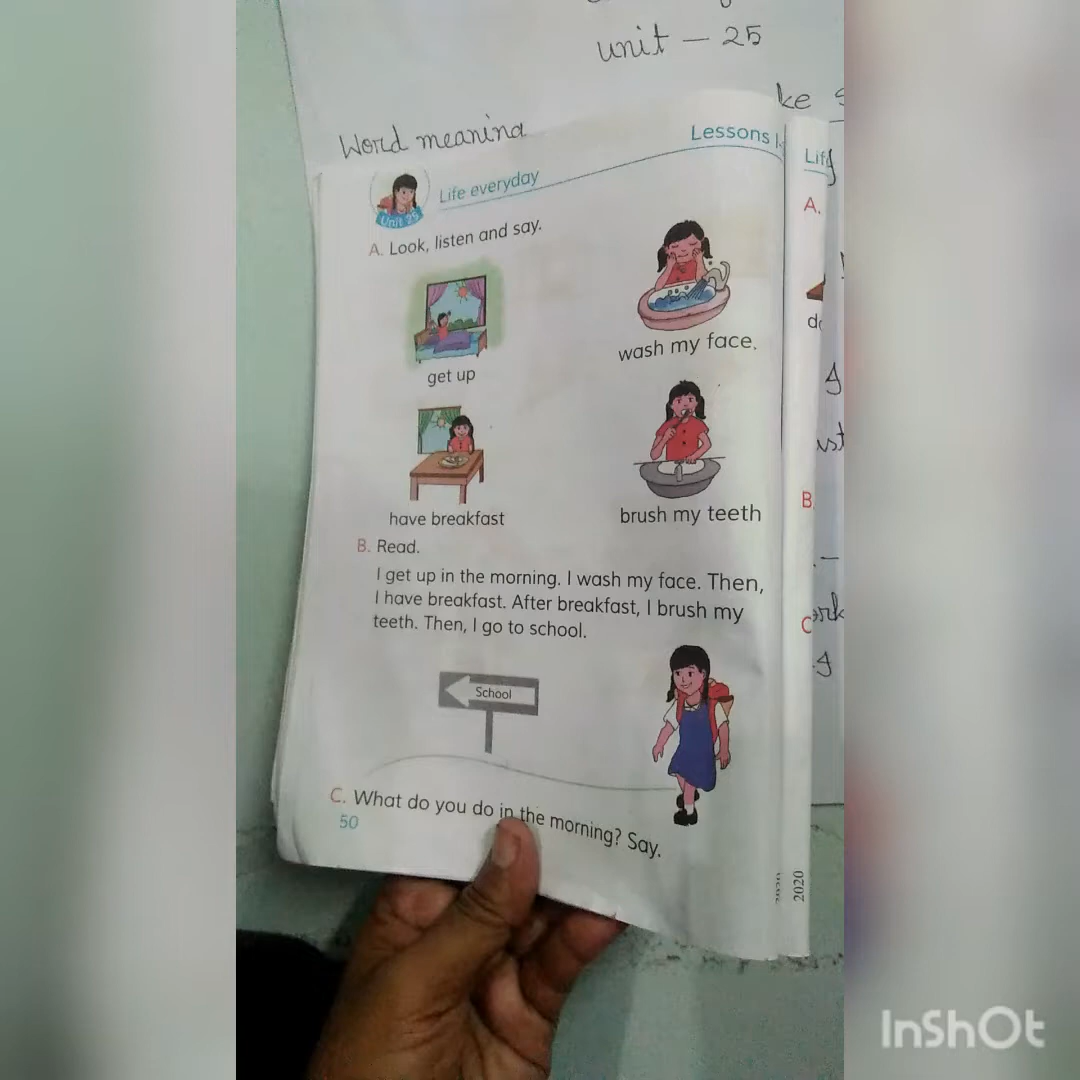 unit - 25
ke
Word meaning
Lessons 1
Life everyday
Unit 25
A. Look, listen and say.
get up
wash my face.
have breakfast
brush my teeth
B. Read.
I get up in the morning. I wash my face. Then,
I have breakfast. After breakfast, I brush my
teeth. Then, I go to school.
School
C. What do you do in the morning? Say.
50
A.
B.
C
2020
InShOt